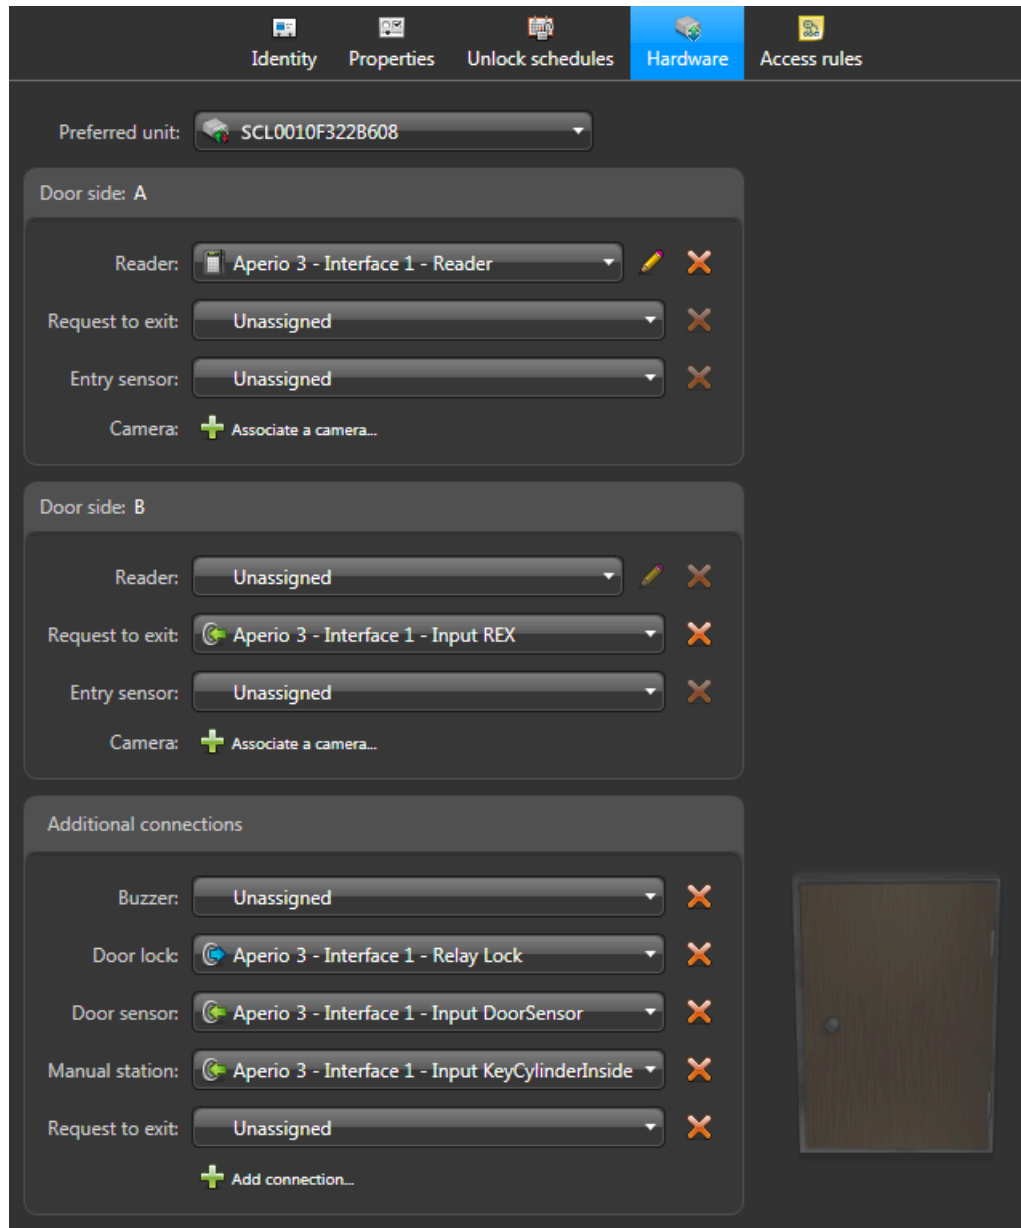 Identity Properties Unlock schedules Hardware Access rules
Preferred unit: SCL0010F322B608
Door side: A
Reader: Aperio 3 - Interface 1 - Reader
Request to exit: Unassigned
Entry sensor: Unassigned
Camera: Associate a camera...
Door side: B
Reader: Unassigned
Request to exit: Aperio 3 - Interface 1 - Input REX
Entry sensor: Unassigned
Camera: Associate a camera...
Additional connections
Buzzer: Unassigned
Door lock: Aperio 3 - Interface 1 - Relay Lock
Door sensor: Aperio 3 - Interface 1 - Input DoorSensor
Manual station: Aperio 3 - Interface 1 - Input KeyCylinderInside
Request to exit: Unassigned
Add connection...